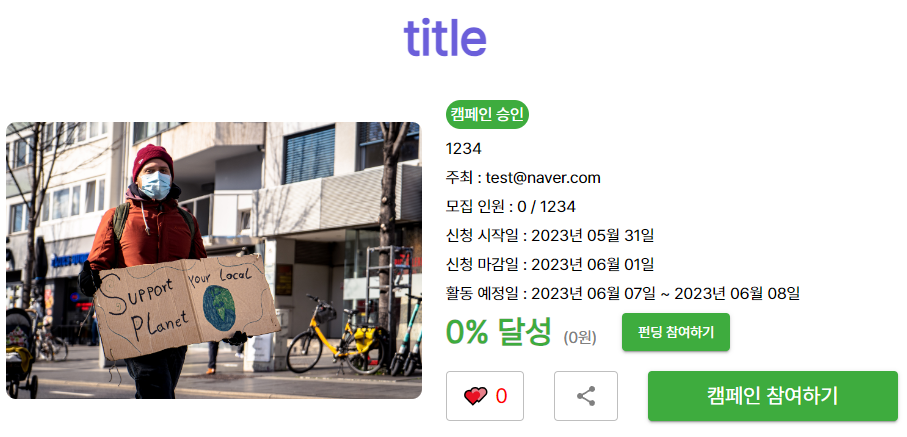 title
캠페인 승인
1234
주최 : test@naver.com
모집 인원 : 0 / 1234
신청 시작일 : 2023년 05월 31일
신청 마감일 : 2023년 06월 01일
활동 예정일 : 2023년 06월 07일 ~ 2023년 06월 08일
0% 달성 (0원) 펀딩 참여하기
0 캠페인 참여하기
Support Your Local
Planet